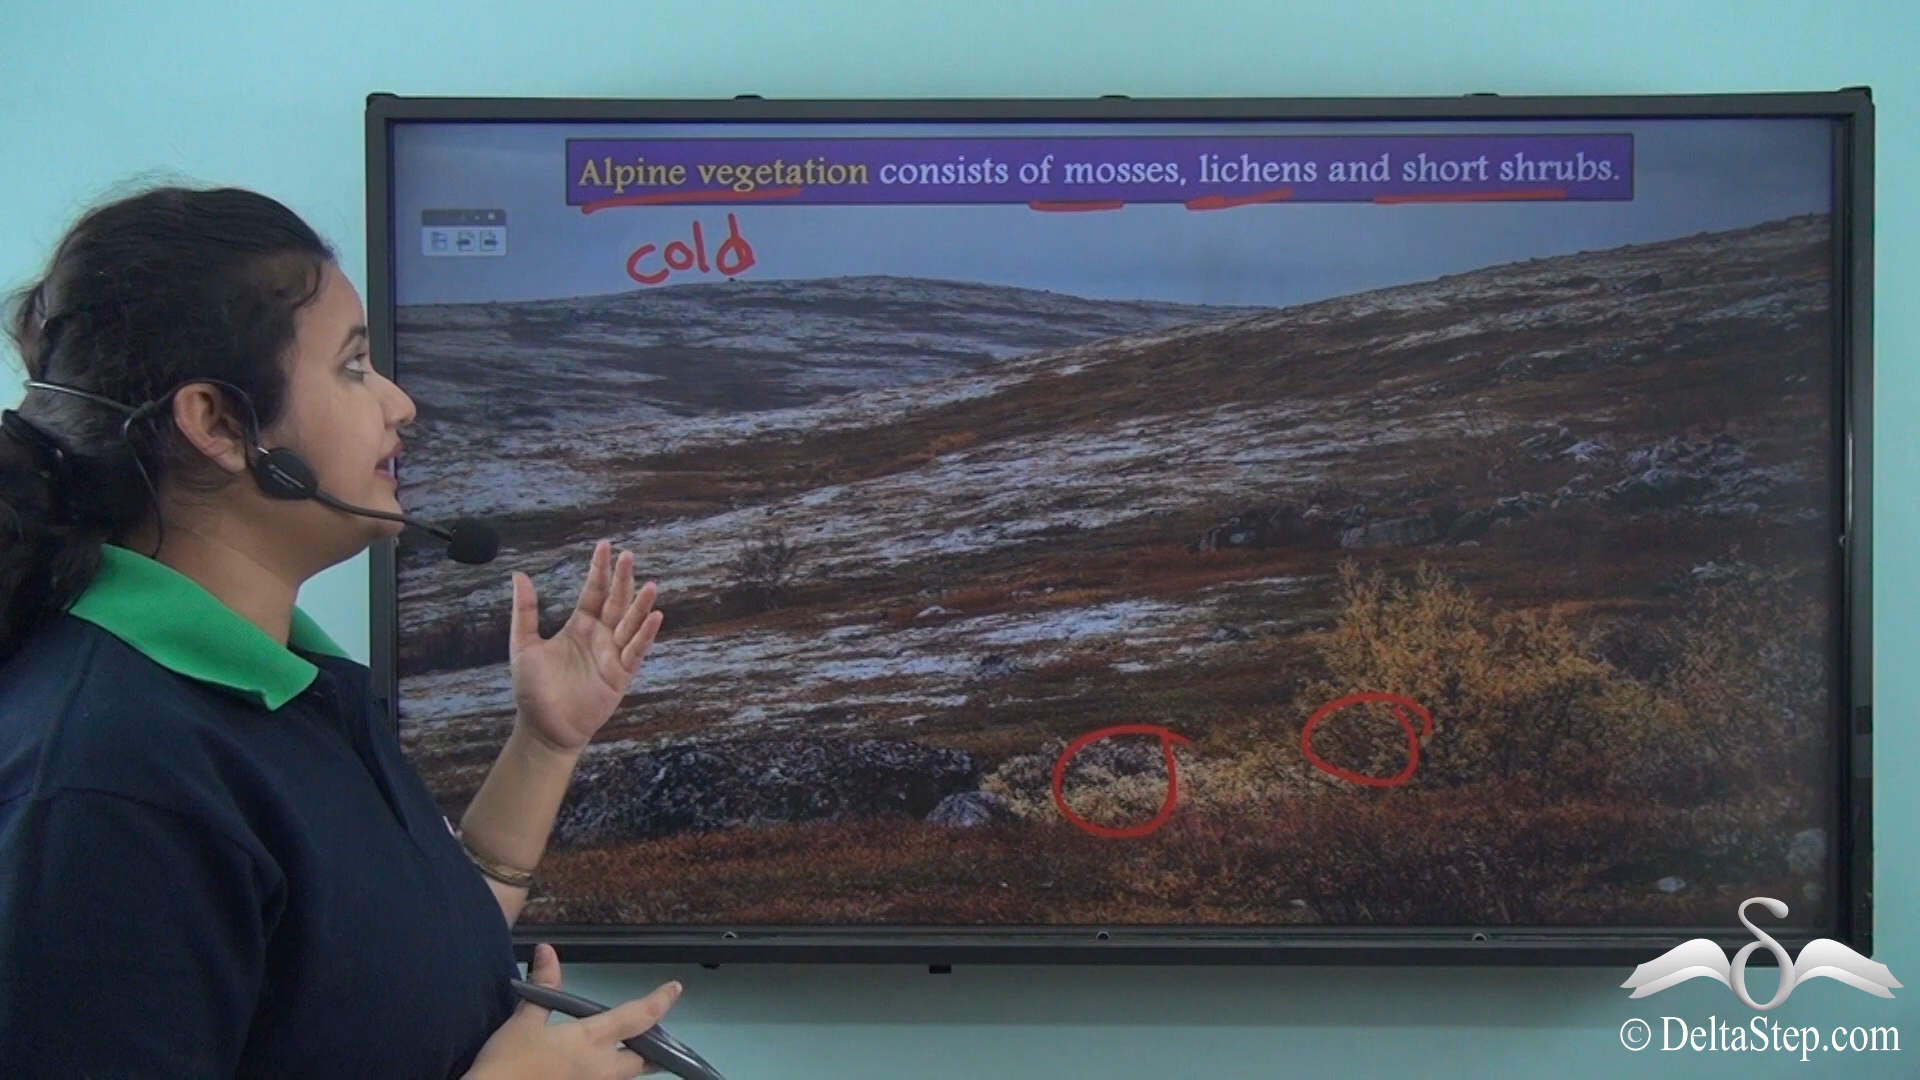 Alpine vegetation consists of mosses, lichens and short shrubs.
cold
© DeltaStep.com